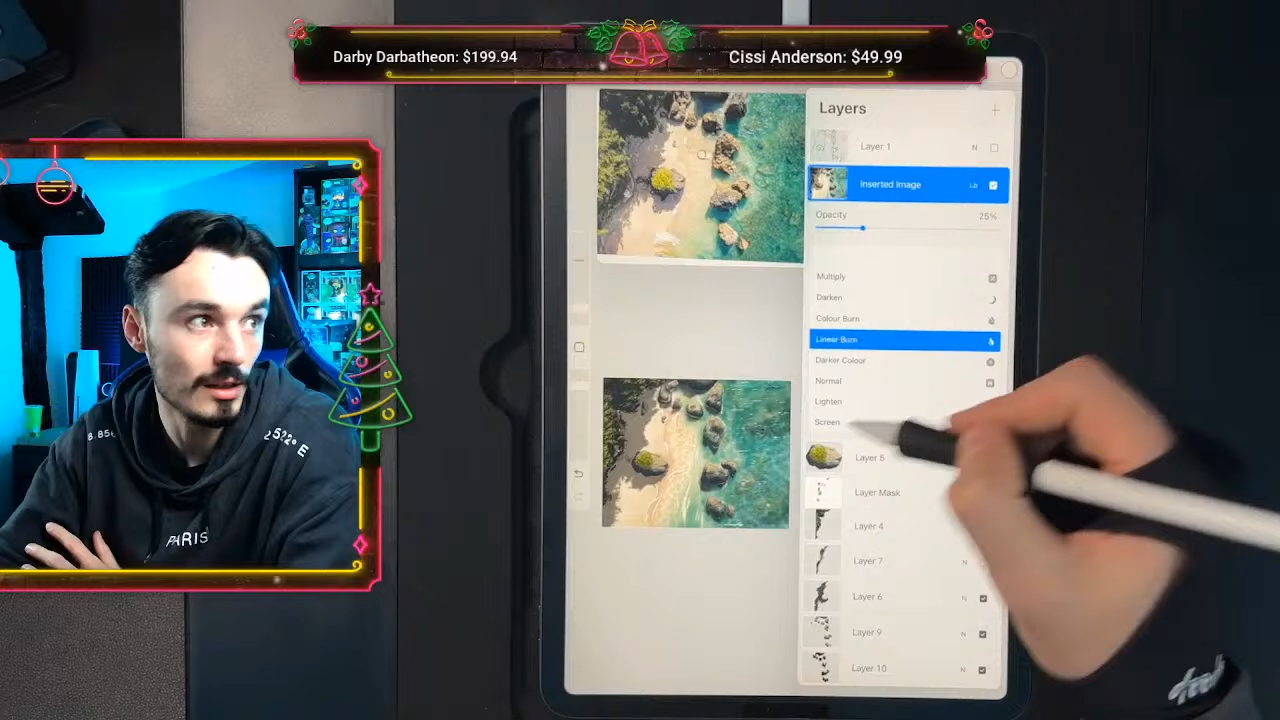 Darby Darbatheon: $199.94
Cissi Anderson: $49.99
Layers
Layer 1 N
Inserted Image Lb
Opacity 25%
Multiply
Darken
Colour Burn
Linear Burn
Darker Colour
Normal
Lighten
Screen
Layer 5
Layer Mask
Layer 4
Layer 7 N
Layer 6 N
Layer 9 N
Layer 10 N
2522° E
PARIS